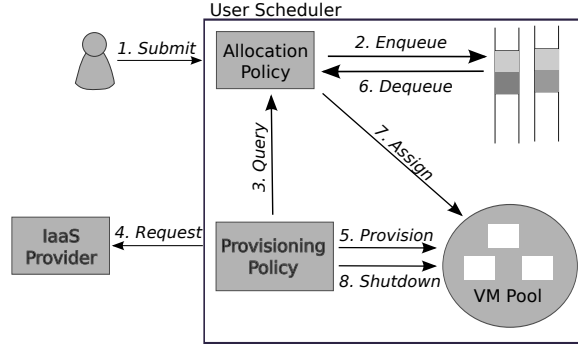 User Scheduler
1. Submit
Allocation
Policy
2. Enqueue
6. Dequeue
3. Query
7. Assign
IaaS
Provider
4. Request
Provisioning
Policy
5. Provision
8. Shutdown
VM Pool